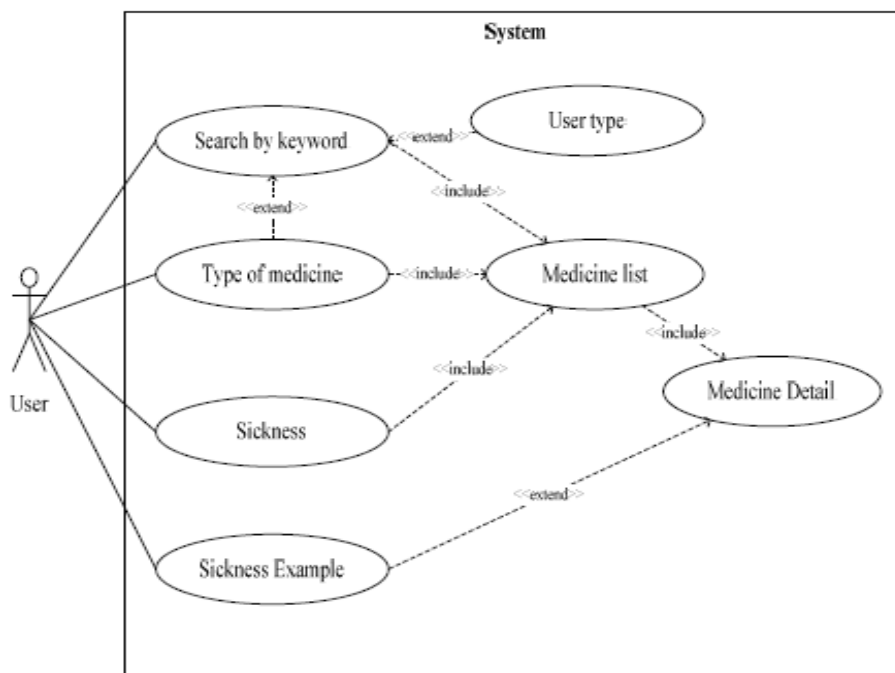 System
Search by keyword
<<extend>>
User type
<<include>>
<<extend>>
Type of medicine
<<include>>
Medicine list
<<include>>
<<include>>
Medicine Detail
User
Sickness
<<extend>>
Sickness Example